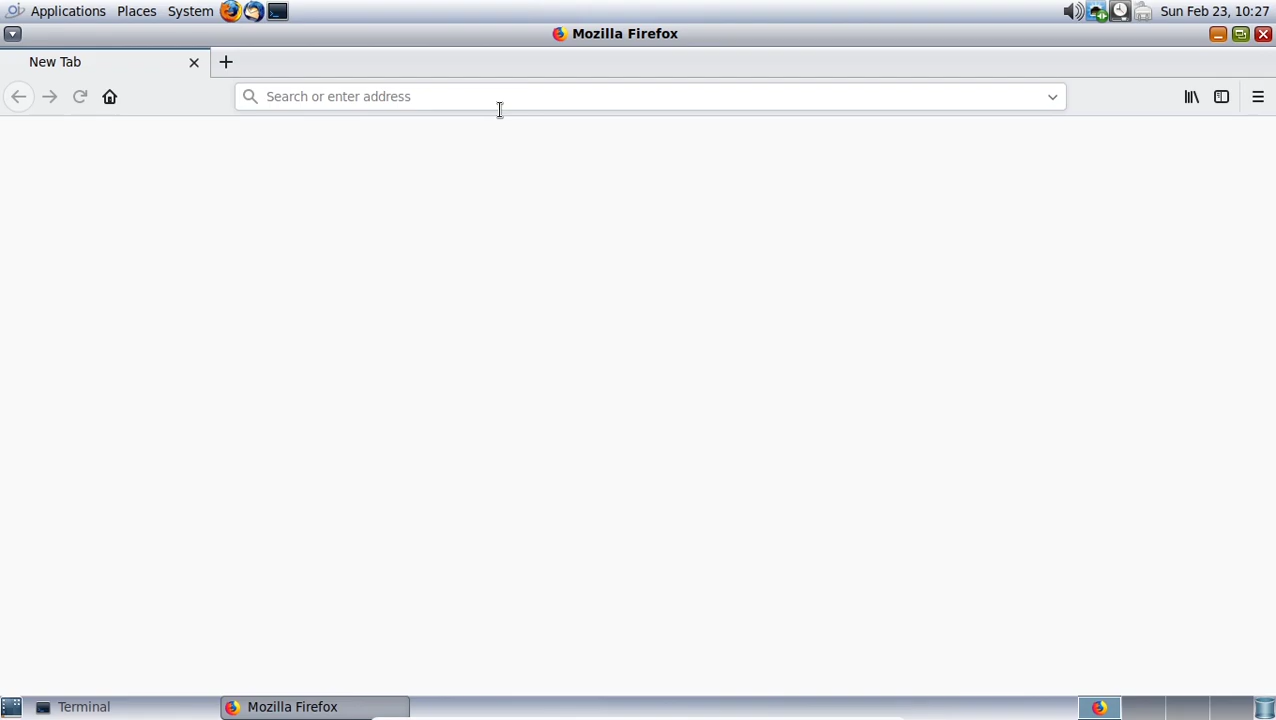 Applications Places System Sun Feb 23, 10:27
Mozilla Firefox
New Tab
Search or enter address
Terminal Mozilla Firefox